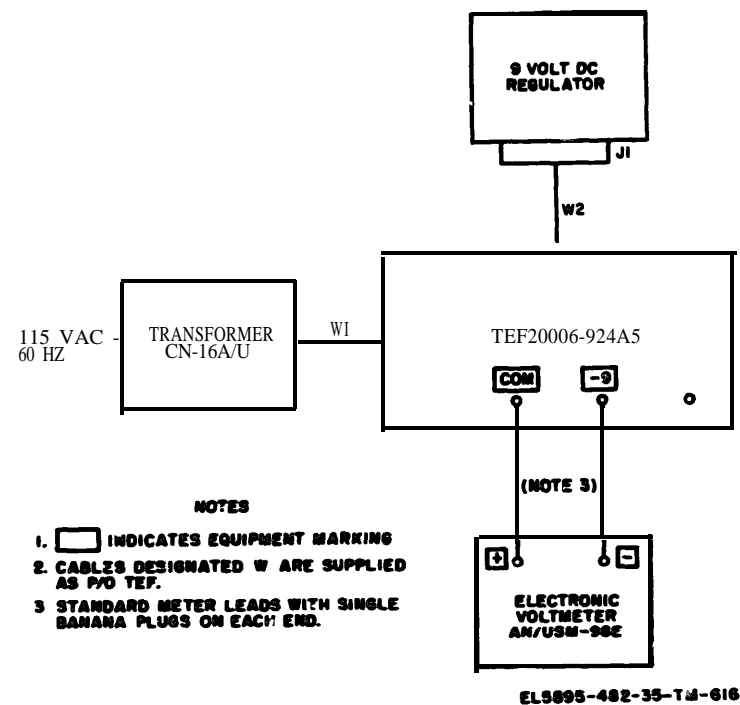 9 VOLT DC
REGULATOR
J1
W2
115 VAC -
60 HZ
TRANSFORMER
CN-16A/U
WI
TEF20006-924A5
COM
-9
(NOTE 3)
+
-
ELECTRONIC
VOLTMETER
AN/USM-98E
NOTES
1. INDICATES EQUIPMENT MARKING
2. CABLES DESIGNATED W ARE SUPPLIED
AS P/O TEF.
3 STANDARD METER LEADS WITH SINGLE
BANANA PLUGS ON EACH END.
EL5895-482-35-TM-616